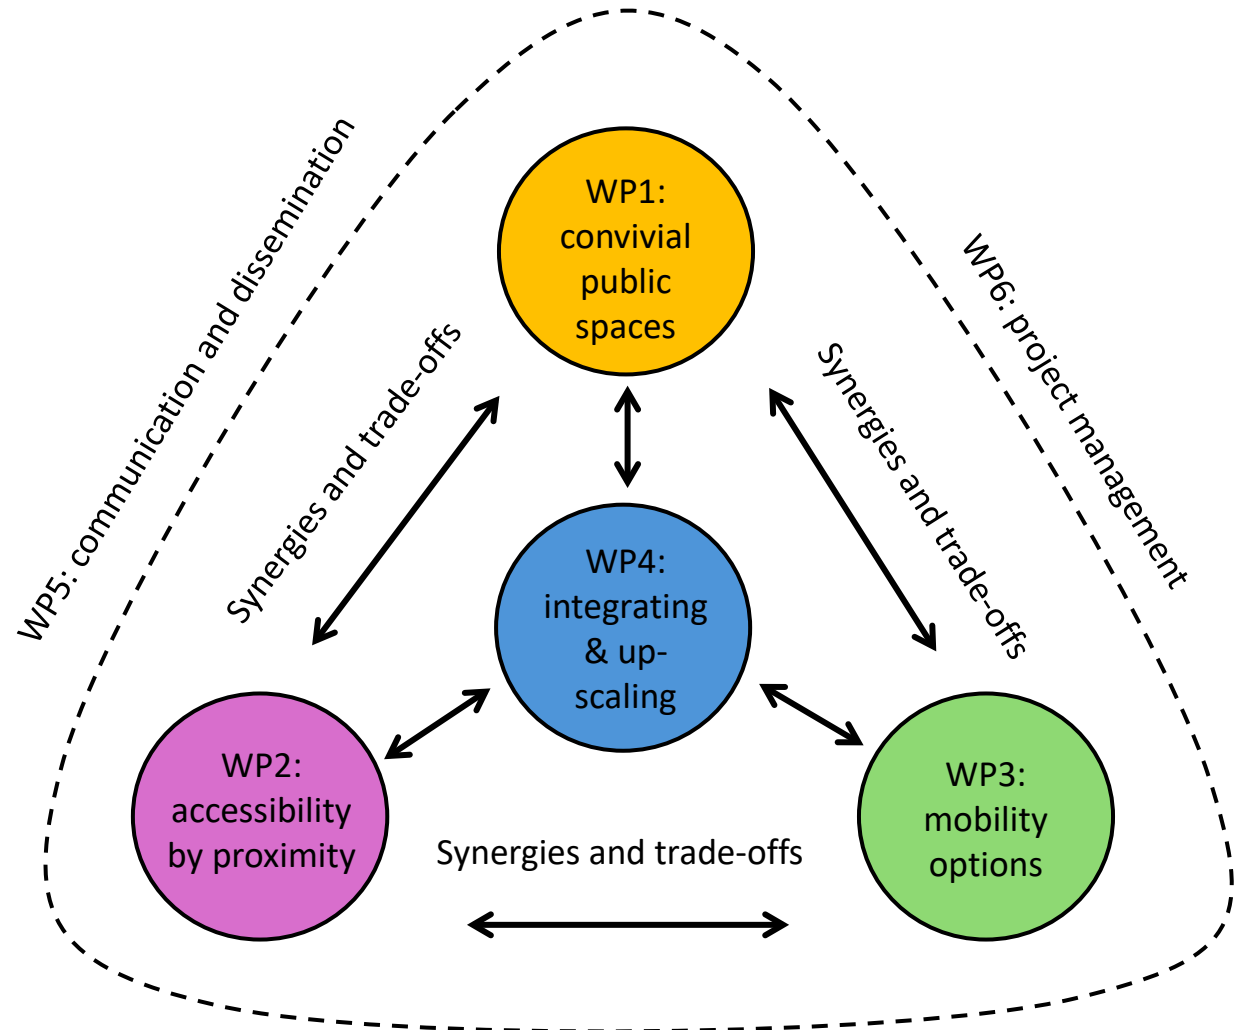 WP5: communication and dissemination
WP6: project management
WP1:
convivial
public
spaces
Synergies and trade-offs
Synergies and trade-offs
WP4:
integrating
& up-
scaling
WP2:
accessibility
by proximity
WP3:
mobility
options
Synergies and trade-offs